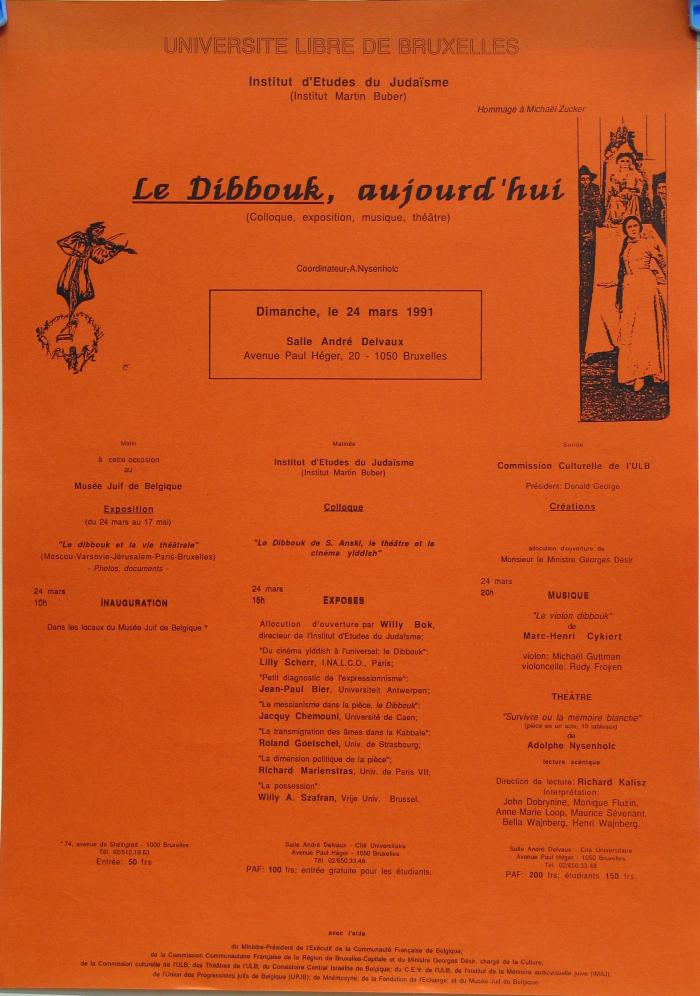 UNIVERSITE LIBRE DE BRUXELLES
Institut d'Etudes du Judaïsme
(Institut Martin Buber)
Hommage à Michaël Zucker
Le Dibbouk, aujourd'hui
(Colloque, exposition, musique, théâtre)
Coordinateur:A.Nysenholc
Dimanche, le 24 mars 1991
Salle André Delvaux
Avenue Paul Héger, 20 - 1050 Bruxelles
Matin
à cette occasion
au
Musée Juif de Belgique
Exposition
(du 24 mars au 17 mai)
"Le dibbouk et la vie théâtrale"
(Moscou-Varsovie-Jérusalem-Paris-Bruxelles)
- Photos, documents -
24 mars
10h INAUGURATION
Dans les locaux du Musée Juif de Belgique *
* 74, avenue de Stalingrad - 1000 Bruxelles
Tél. 02/512.19.63
Entrée: 50 frs
Matinée
Institut d'Etudes du Judaïsme
(Institut Martin Buber)
Colloque
"Le Dibbouk de S. Anski, le théâtre et le
cinéma yiddish"
24 mars
15h EXPOSES
Allocution d'ouverture par Willy Bok,
directeur de l'Institut d'Etudes du Judaïsme;
"Du cinéma yiddish à l'universel: le Dibbouk":
Lilly Scherr, I.NA.L.C.O., Paris;
"Petit diagnostic de l'expressionnisme":
Jean-Paul Bier, Universiteit Antwerpen;
"Le messianisme dans la pièce, le Dibbouk":
Jacquy Chemouni, Université de Caen;
"La transmigration des âmes dans la Kabbale":
Roland Goetschel, Univ. de Strasbourg;
"La dimension politique de la pièce":
Richard Marienstras, Univ. de Paris VII;
"La possession":
Willy A. Szafran, Vrije Univ. Brussel.
Salle André Delvaux - Cité Universitaire
Avenue Paul Héger - 1050 Bruxelles
Tél. 02/650.33.48
PAF: 100 frs; entrée gratuite pour les étudiants.
Soirée
Commission Culturelle de l'ULB
Président: Donald George
Créations
allocution d'ouverture de
Monsieur le Ministre Georges Désir
24 mars
20h MUSIQUE
"Le violon dibbouk"
de
Marc-Henri Cykiert
violon: Michaël Guttman
violoncelle: Rudy Froyen
THEATRE
"Survivre ou la mémoire blanche"
(pièce en un acte, 10 tableaux)
de
Adolphe Nysenholc
lecture scénique
Direction de lecture: Richard Kalisz
Interprétation:
John Dobrynine, Monique Fluzin,
Anne-Marie Loop, Maurice Sévenant,
Bella Wajnberg, Henri Wajnberg.
Salle André Delvaux - Cité Universitaire
Avenue Paul Héger - 1050 Bruxelles
Tél. 02/650.33.48
PAF: 200 frs; étudiants 150 frs.
avec l'aide
du Ministre-Président de l'Exécutif de la Communauté Française de Belgique;
de la Commission Communautaire Française de la Région de Bruxelles-Capitale et du Ministre Georges Désir, chargé de la Culture;
de la Commission culturelle de l'ULB; des Théâtres de l'ULB; du Consistoire Central Israélite de Belgique; du de l'ULB, de l'Institut de la Mémoire audiovisuelle juive (IMAJ);
de l'Union des Progressistes juifs de Belgique (UPJB); de Mnémosyne; de la Fondation de l'Echarge; et du Musée Juif de Belgique